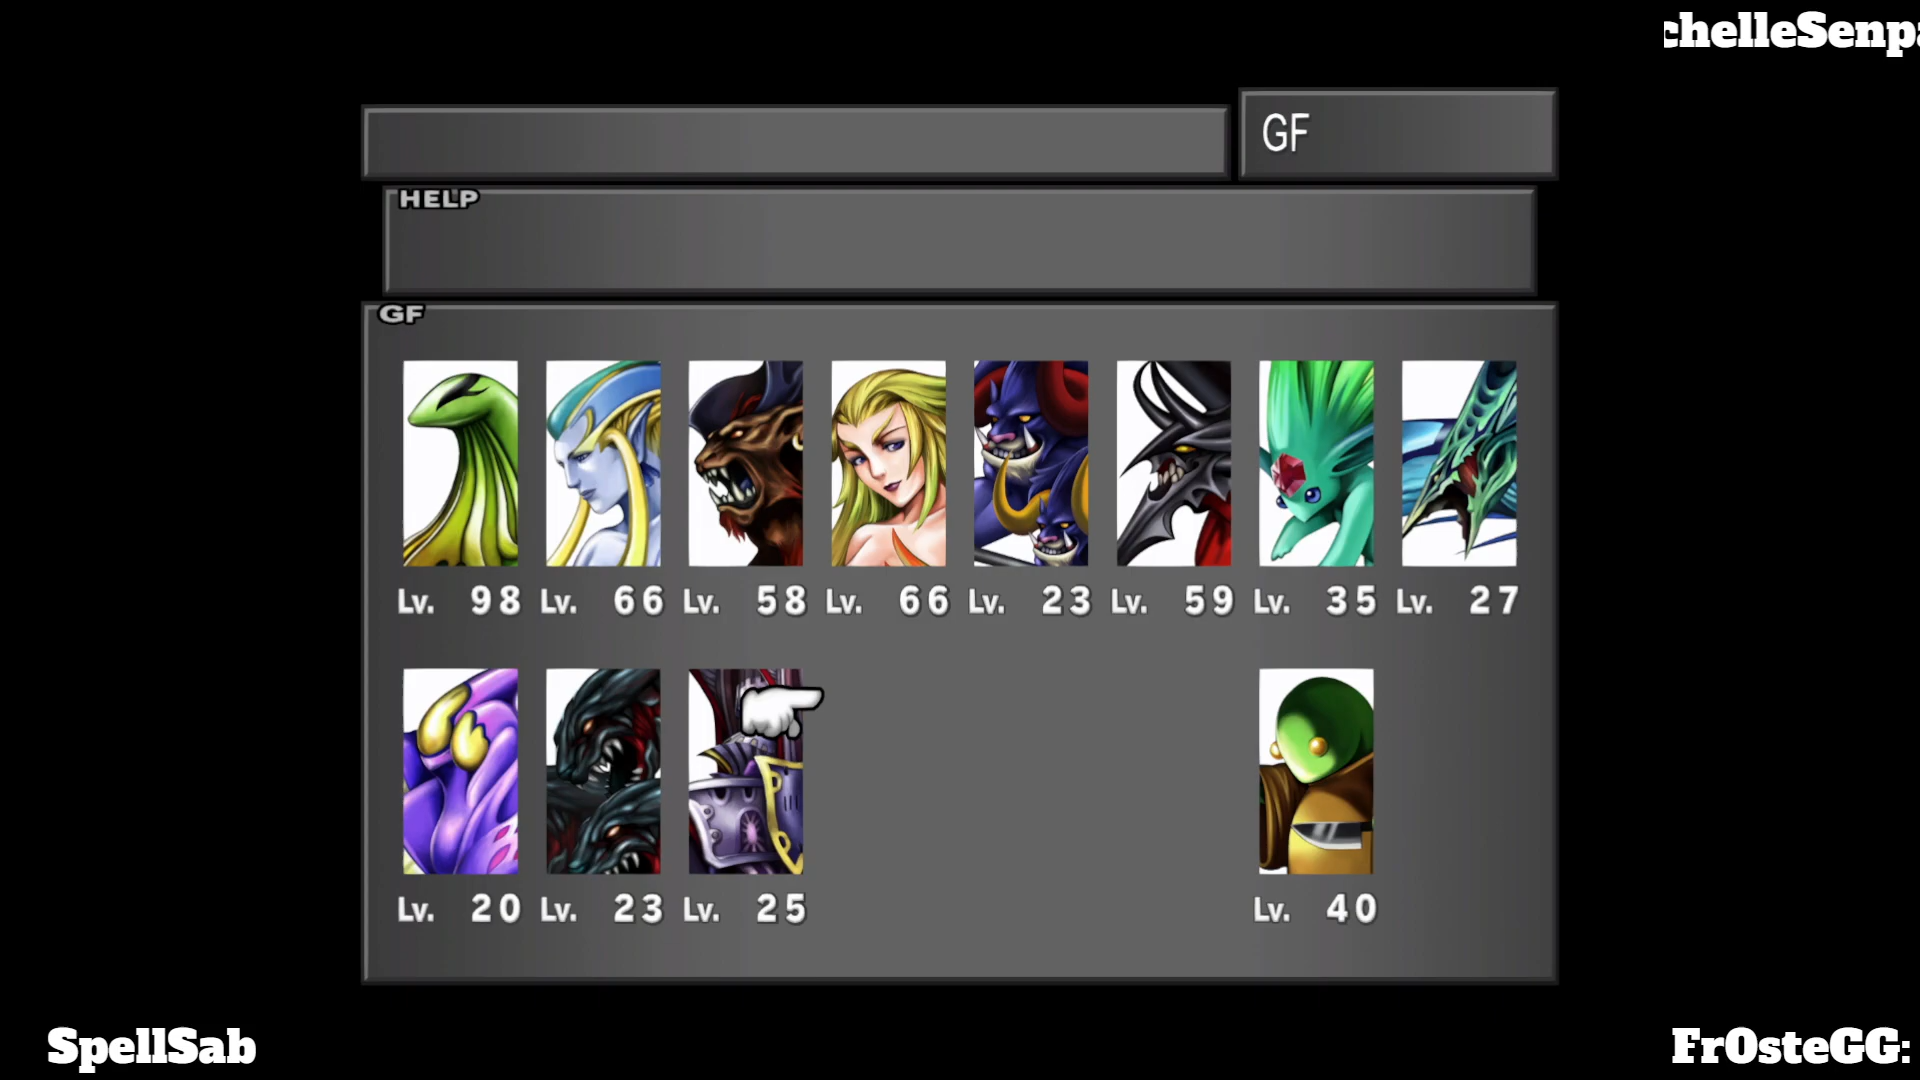 chelleSenpa
GF
HELP
GF
Lv. 98 Lv. 66 Lv. 58 Lv. 66 Lv. 23 Lv. 59 Lv. 35 Lv. 27
Lv. 20 Lv. 23 Lv. 25 Lv. 40
SpellSab
Fr0steGG: